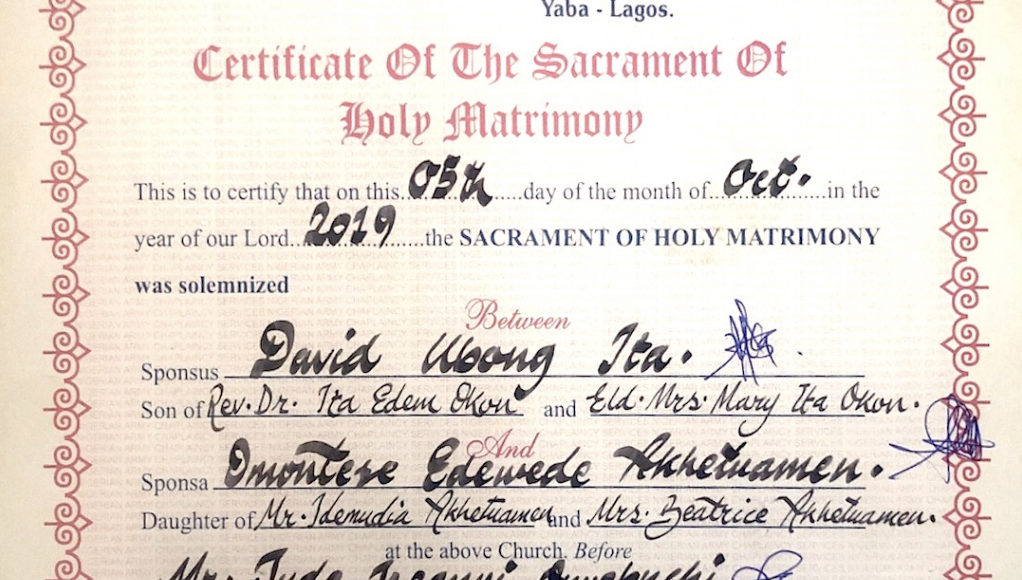 Yaba - Lagos.
Certificate Of The Sacrament Of
Holy Matrimony
This is to certify that on this..05th.....day of the month of..Oct.....in the
year of our Lord...2019.....the SACRAMENT OF HOLY MATRIMONY
was solemnized
Between
Sponsus David Ubong Ita.
Son of Rev. Dr. Ita Edem Okon and Eld. Mrs. Mary Ita Okon.
And
Sponsa Omontese Edewede Akhetuamen.
Daughter of Mr. Idemudia Akhetuamen and Mrs. Beatrice Akhetuamen.
at the above Church. Before
Mr. Jude